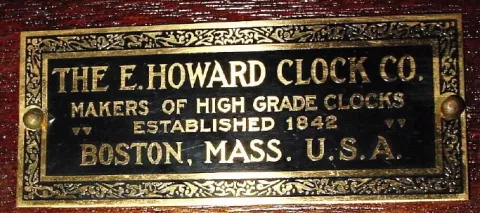 THE E. HOWARD CLOCK CO.
MAKERS OF HIGH GRADE CLOCKS
ESTABLISHED 1842
BOSTON, MASS. U.S.A.